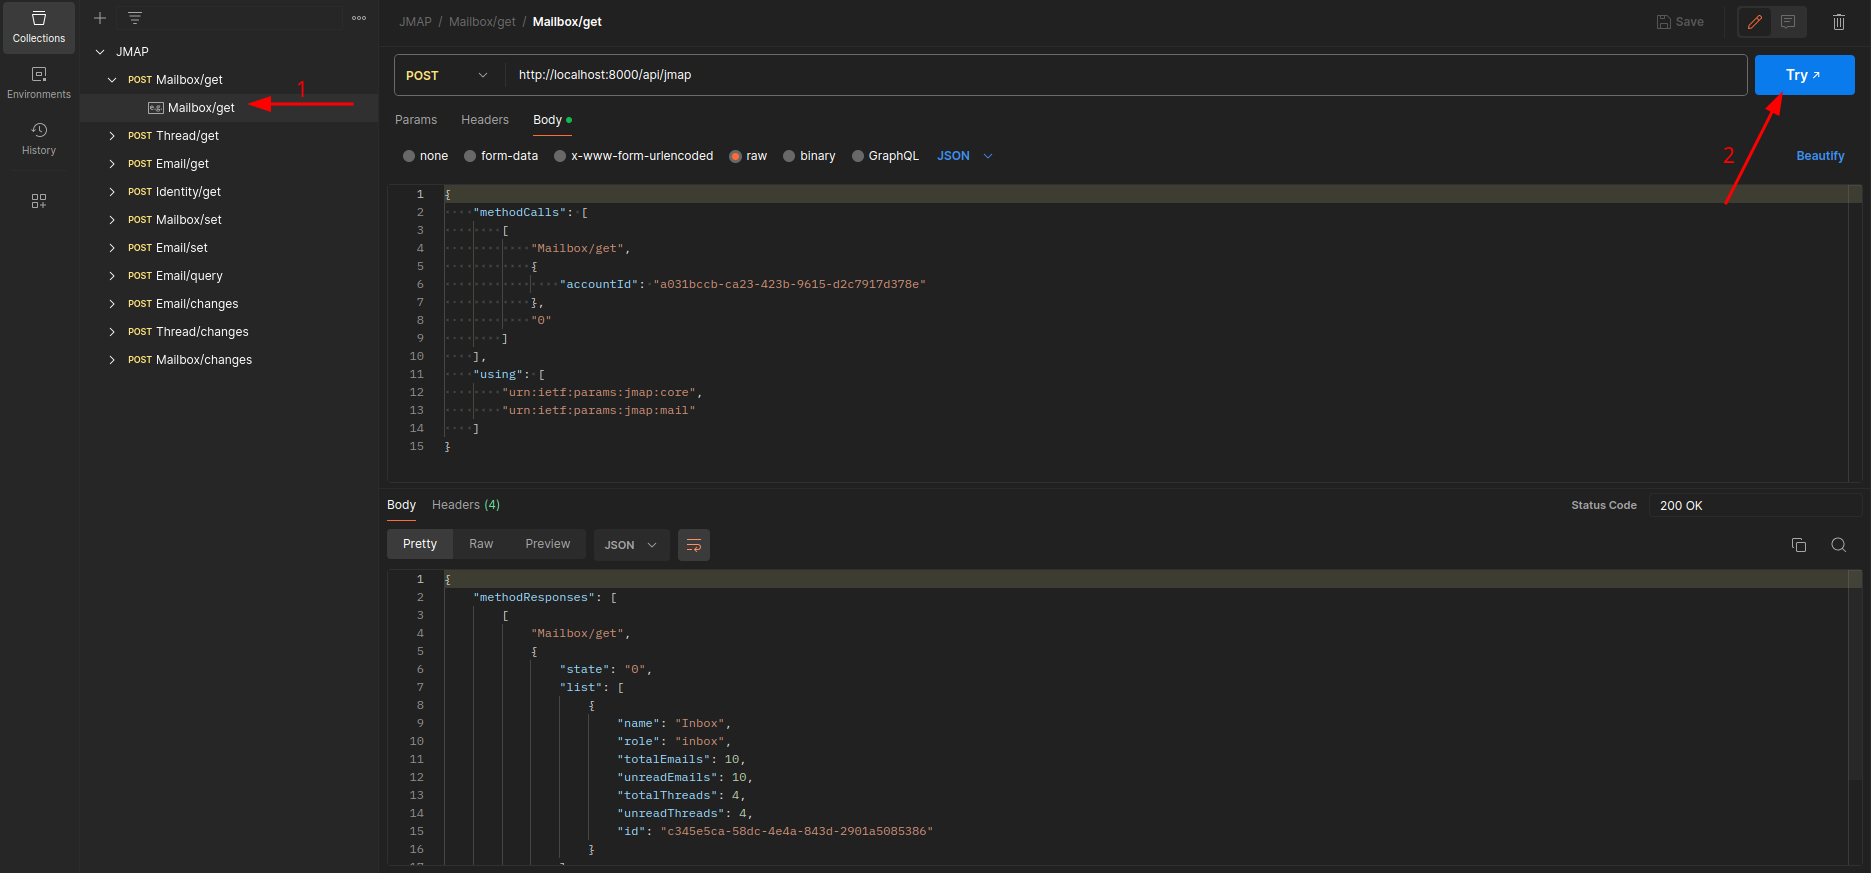 Collections
Environments
History
JMAP
POST Mailbox/get
e.g. Mailbox/get
1
POST Thread/get
POST Email/get
POST Identity/get
POST Mailbox/set
POST Email/set
POST Email/query
POST Email/changes
POST Thread/changes
POST Mailbox/changes
JMAP / Mailbox/get / Mailbox/get
Save
POST http://localhost:8000/api/jmap
Try
2
Params Headers Body
none form-data x-www-form-urlencoded raw binary GraphQL JSON
Beautify
1 {
2 "methodCalls": [
3 [
4 "Mailbox/get",
5 {
6 "accountId": "a031bccb-ca23-423b-9615-d2c7917d378e"
7 },
8 "0"
9 ]
10 ],
11 "using": [
12 "urn:ietf:params:jmap:core",
13 "urn:ietf:params:jmap:mail"
14 ]
15 }
Body Headers (4)
Status Code 200 OK
Pretty Raw Preview JSON
1 {
2 "methodResponses": [
3 [
4 "Mailbox/get",
5 {
6 "state": "0",
7 "list": [
8 {
9 "name": "Inbox",
10 "role": "inbox",
11 "totalEmails": 10,
12 "unreadEmails": 10,
13 "totalThreads": 4,
14 "unreadThreads": 4,
15 "id": "c345e5ca-58dc-4e4a-843d-2901a5085386"
16 }